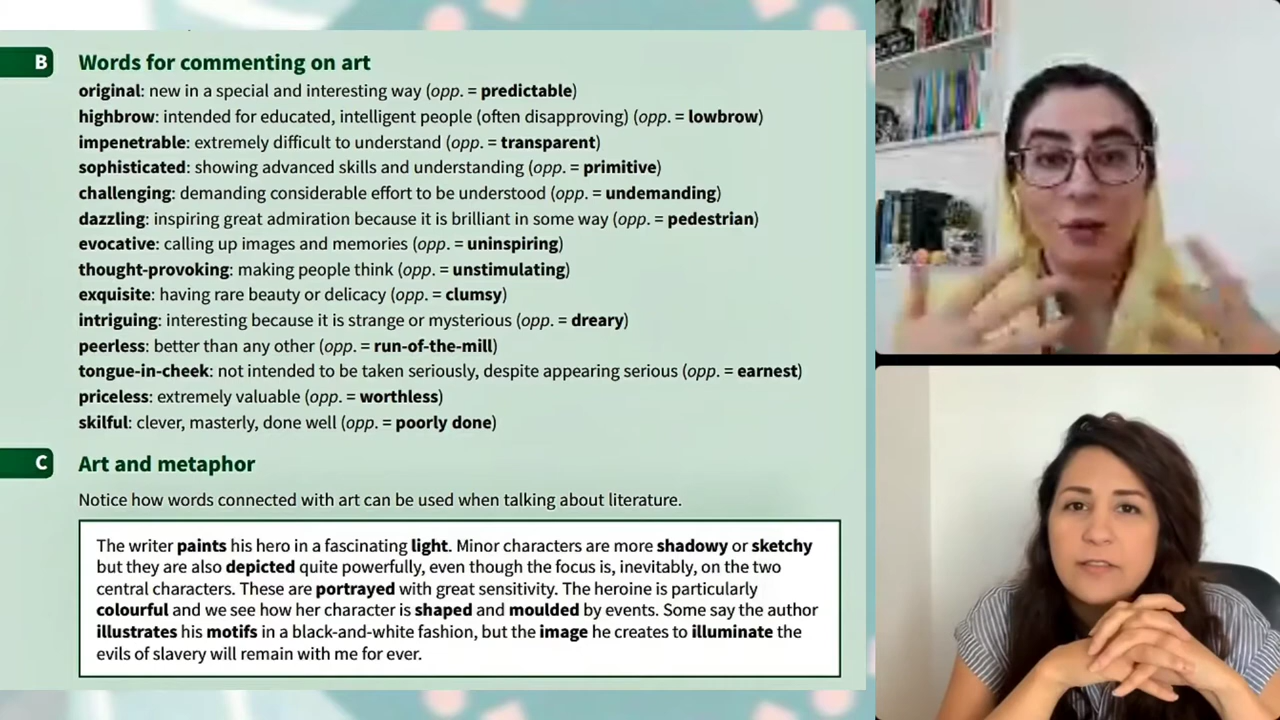 B Words for commenting on art
original: new in a special and interesting way (opp. = predictable)
highbrow: intended for educated, intelligent people (often disapproving) (opp. = lowbrow)
impenetrable: extremely difficult to understand (opp. = transparent)
sophisticated: showing advanced skills and understanding (opp. = primitive)
challenging: demanding considerable effort to be understood (opp. = undemanding)
dazzling: inspiring great admiration because it is brilliant in some way (opp. = pedestrian)
evocative: calling up images and memories (opp. = uninspiring)
thought-provoking: making people think (opp. = unstimulating)
exquisite: having rare beauty or delicacy (opp. = clumsy)
intriguing: interesting because it is strange or mysterious (opp. = dreary)
peerless: better than any other (opp. = run-of-the-mill)
tongue-in-cheek: not intended to be taken seriously, despite appearing serious (opp. = earnest)
priceless: extremely valuable (opp. = worthless)
skilful: clever, masterly, done well (opp. = poorly done)
C Art and metaphor
Notice how words connected with art can be used when talking about literature.
The writer paints his hero in a fascinating light. Minor characters are more shadowy or sketchy
but they are also depicted quite powerfully, even though the focus is, inevitably, on the two
central characters. These are portrayed with great sensitivity. The heroine is particularly
colourful and we see how her character is shaped and moulded by events. Some say the author
illustrates his motifs in a black-and-white fashion, but the image he creates to illuminate the
evils of slavery will remain with me for ever.